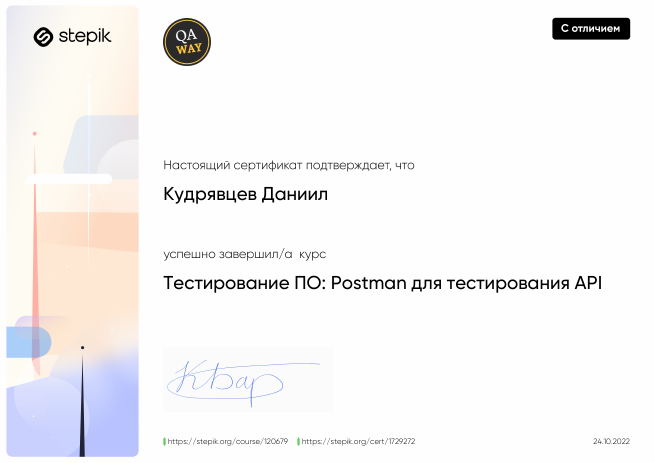 stepik
QA
WAY
С отличием
Настоящий сертификат подтверждает, что
Кудрявцев Даниил
успешно завершил/а курс
Тестирование ПО: Postman для тестирования API
https://stepik.org/course/120679 https://stepik.org/cert/1729272
24.10.2022